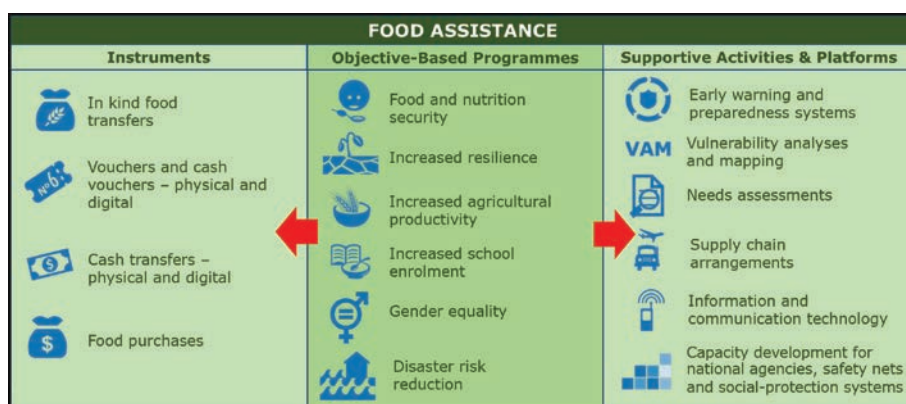 FOOD ASSISTANCE
Instruments
In kind food
transfers
Nº6
Vouchers and cash
vouchers – physical and
digital
$
Cash transfers –
physical and digital
$
Food purchases
Objective-Based Programmes
Food and nutrition
security
Increased resilience
Increased agricultural
productivity
Increased school
enrolment
Gender equality
Disaster risk
reduction
Supportive Activities & Platforms
Early warning and
preparedness systems
VAM
Vulnerability analyses
and mapping
Needs assessments
Supply chain
arrangements
Information and
communication technology
Capacity development for
national agencies, safety nets
and social-protection systems